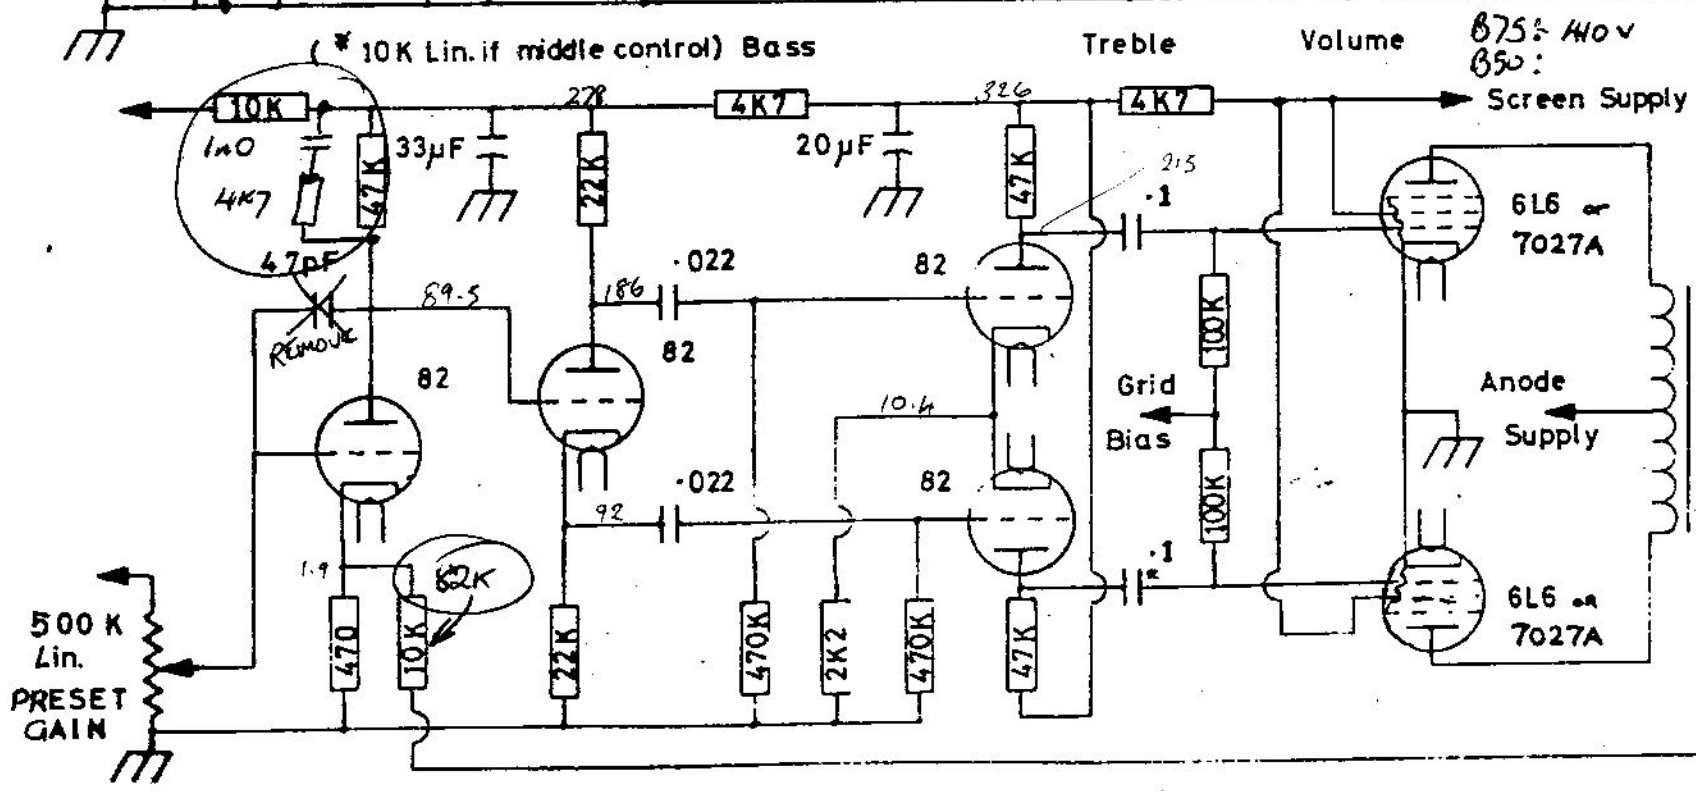 ( * 10K Lin. if middle control) Bass
Treble
Volume
B75: 410v
B50:
10K
278
4K7
326
4K7
Screen Supply
1n0
33µF
20µF
47K
22K
47K
215
.1
4K7
6L6 or
7027A
47pF
.022
82
89.5
186
100K
REMOVE
82
82
Grid
Bias
10.4
Anode
Supply
.022
82
92
100K
.1
*
1.9
82K
500K
Lin.
PRESET
GAIN
470
10K
22K
470K
2K2
470K
47K
6L6 or
7027A